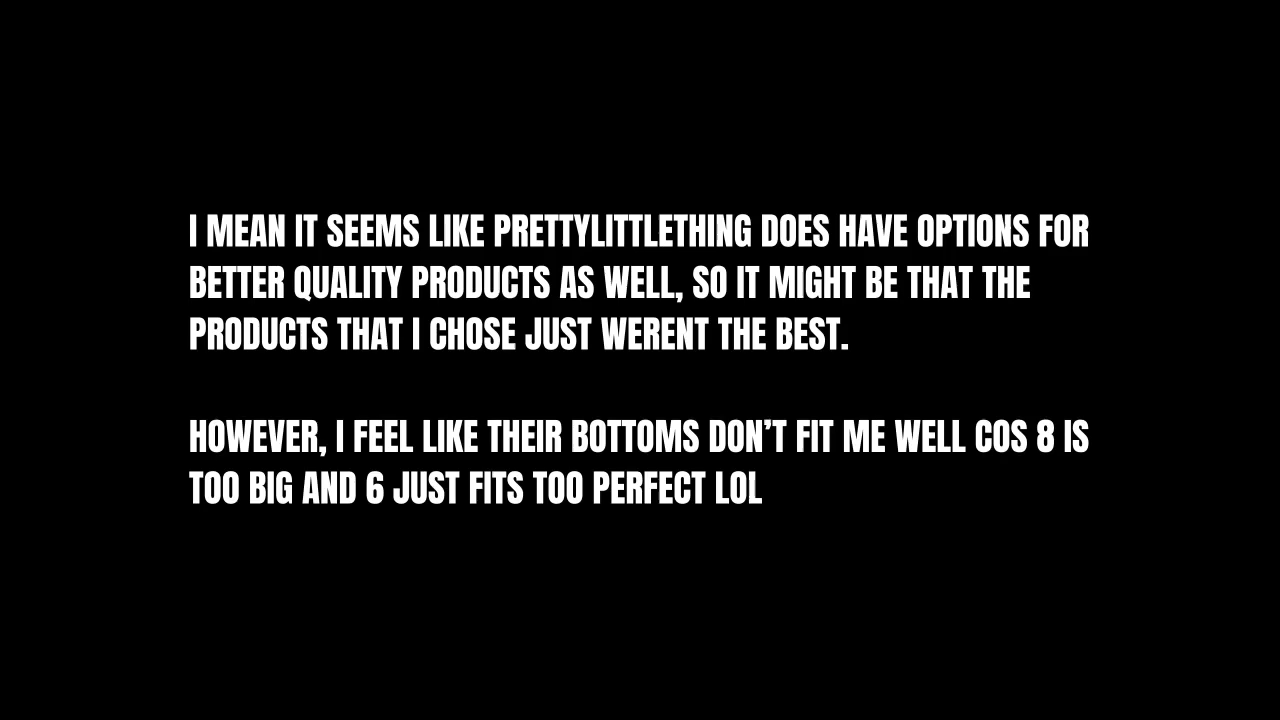 I MEAN IT SEEMS LIKE PRETTYLITTLETHING DOES HAVE OPTIONS FOR
BETTER QUALITY PRODUCTS AS WELL, SO IT MIGHT BE THAT THE
PRODUCTS THAT I CHOSE JUST WERENT THE BEST.
HOWEVER, I FEEL LIKE THEIR BOTTOMS DON’T FIT ME WELL COS 8 IS
TOO BIG AND 6 JUST FITS TOO PERFECT LOL